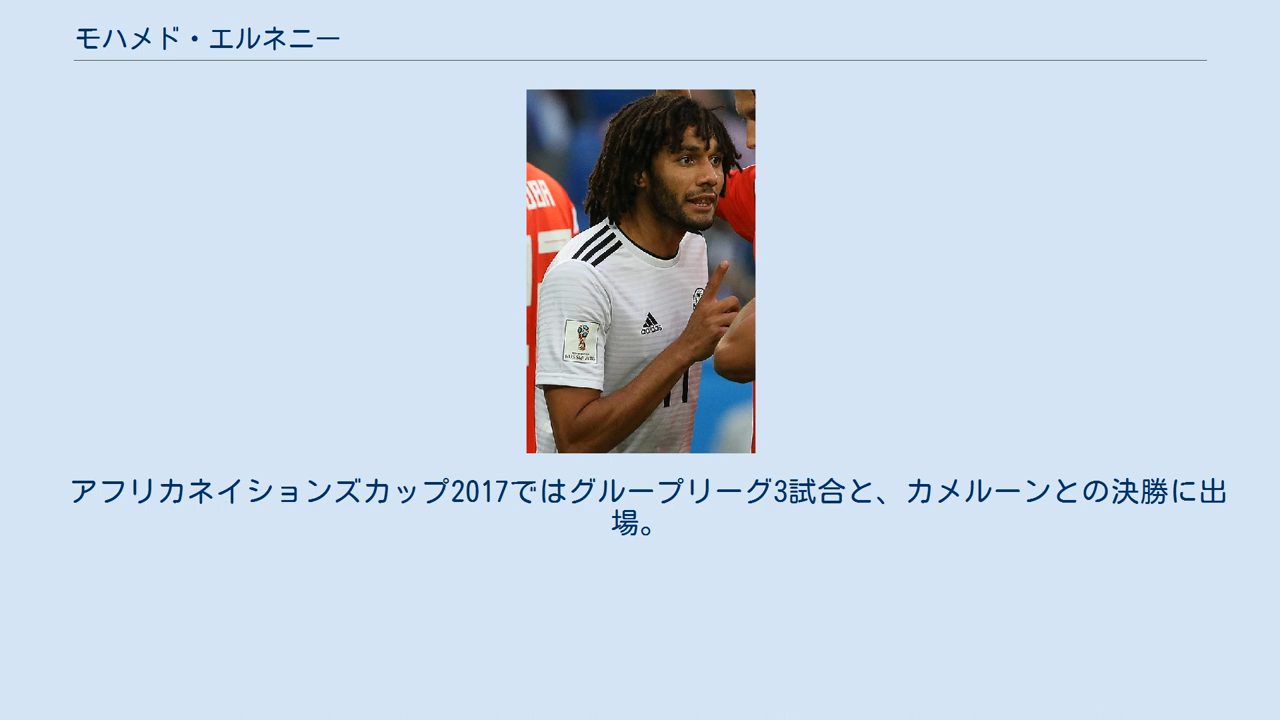 モハメド・エルネニー
adidas
アフリカネイションズカップ2017ではグループリーグ3試合と、カメルーンとの決勝に出
場。